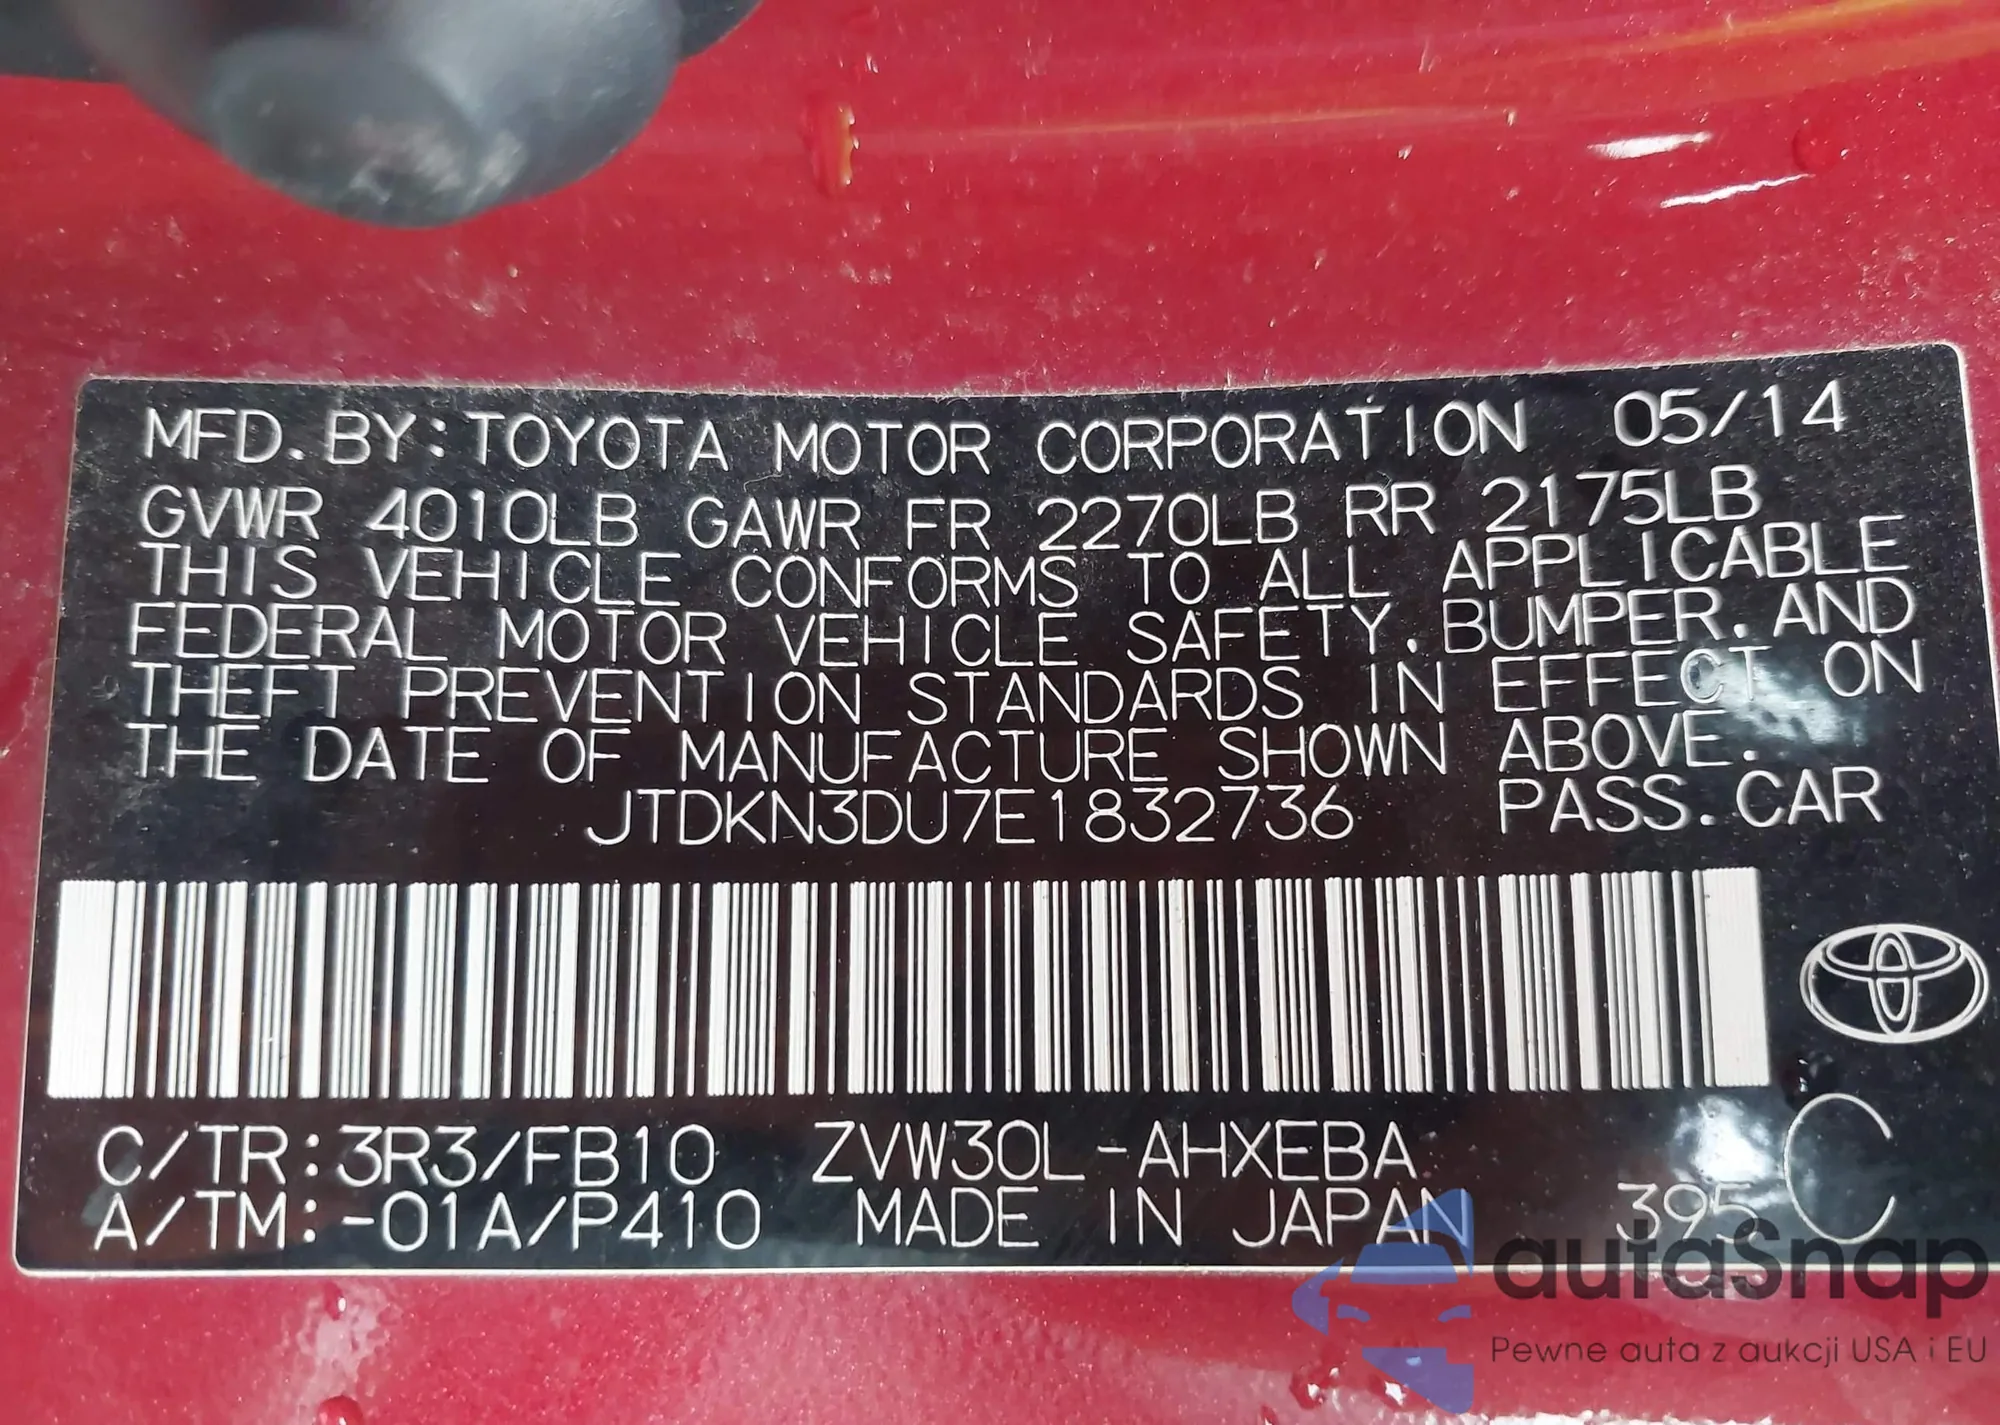 MFD. BY: TOYOTA MOTOR CORPORATION 05/14
GVWR 4010LB GAWR FR 2270LB RR 2175LB
THIS VEHICLE CONFORMS TO ALL APPLICABLE
FEDERAL MOTOR VEHICLE SAFETY, BUMPER, AND
THEFT PREVENTION STANDARDS IN EFFECT ON
THE DATE OF MANUFACTURE SHOWN ABOVE.
JTDKN3DU7E1832736 PASS. CAR
C/TR: 3R3/FB10 ZVW30L-AHXEBA C
A/TM: -01A/P410 MADE IN JAPAN 395
autaSnap
Pewne auta z aukcji USA i EU